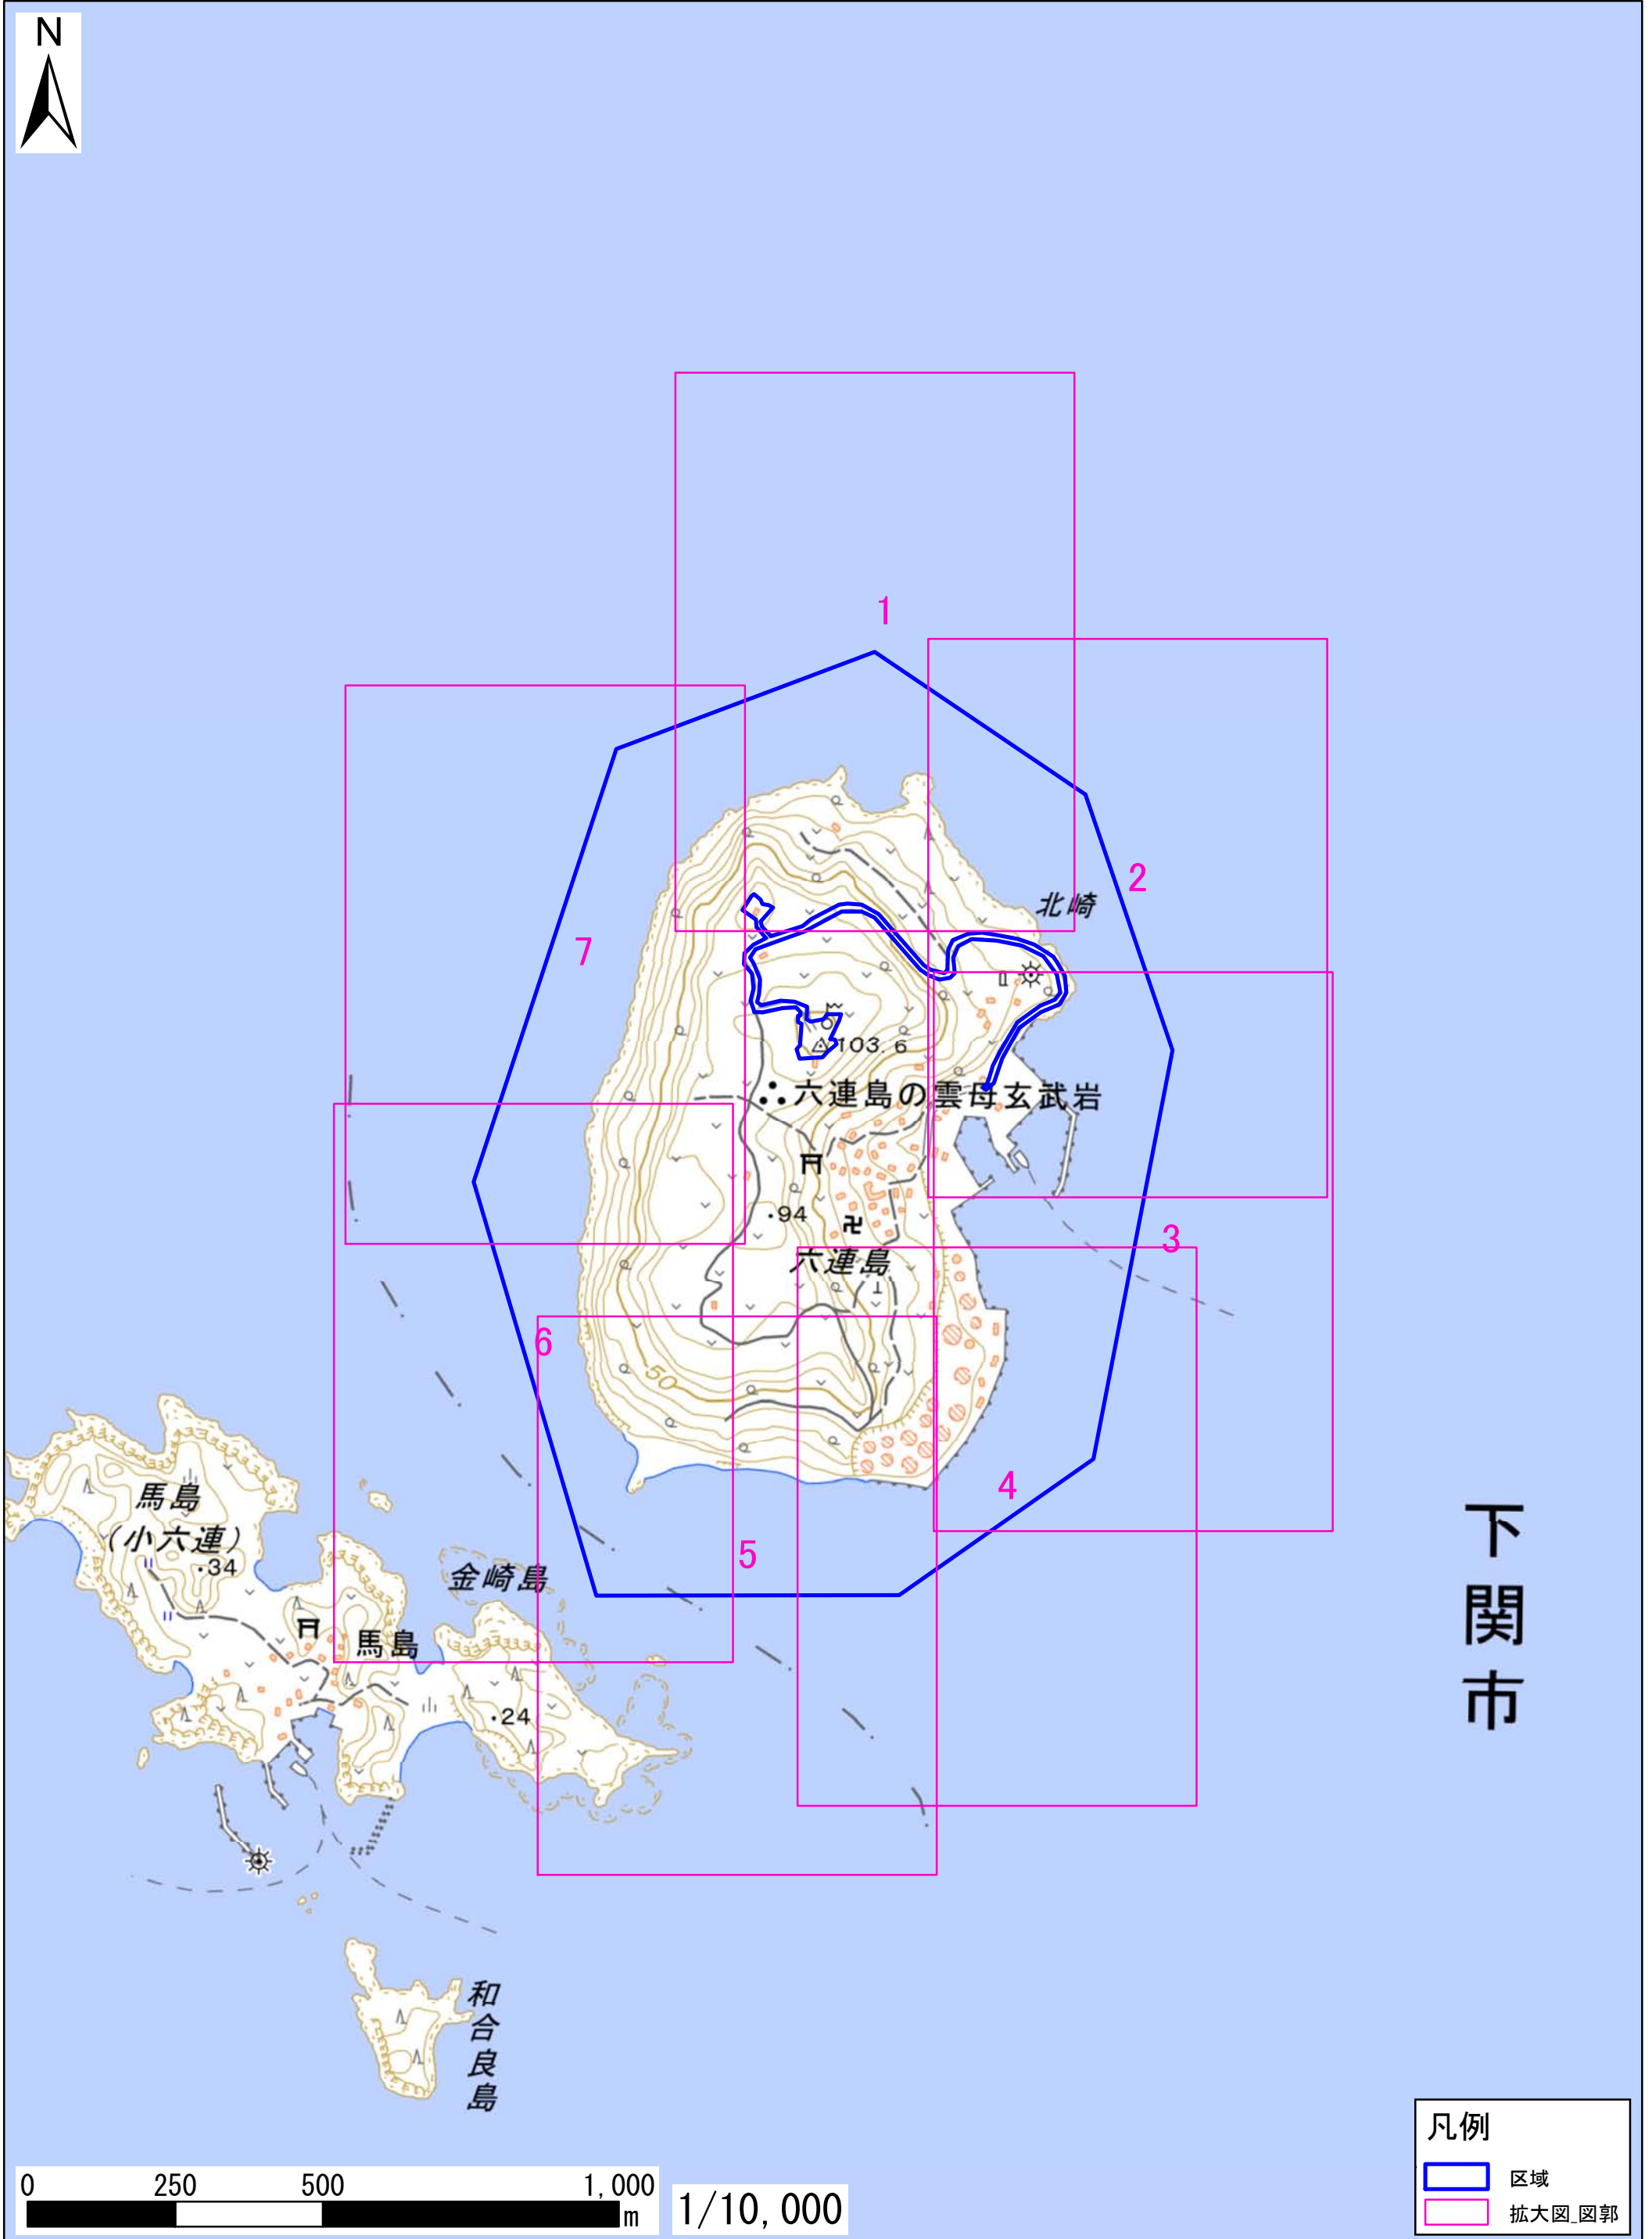 N
1
2
北崎
7
103.6
六連島の雲母玄武岩
94
3
六連島
6
50
4
馬島
(小六連)
34
5
金崎島
馬島
24
下関市
和合良島
凡例
区域
拡大図_図郭
0 250 500 1,000
m
1/10,000